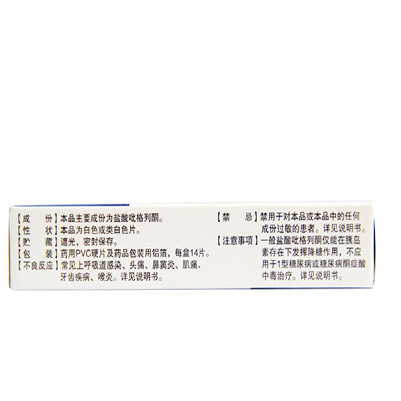 【成 份】本品主要成份为盐酸吡格列酮。
【性 状】本品为白色或类白色片。
【贮 藏】遮光，密封保存。
【包 装】药用PVC硬片及药品包装用铝箔，每盒14片。
【不良反应】常见上呼吸道感染、头痛、鼻窦炎、肌痛、
牙齿疾病、喉炎。详见说明书。
【禁 忌】禁用于对本品或本品中的任何
成份过敏的患者。详见说明书。
【注意事项】一般盐酸吡格列酮仅能在胰岛
素存在下发挥降糖作用，不应
用于1型糖尿病或糖尿病酮症酸
中毒治疗。详见说明书。